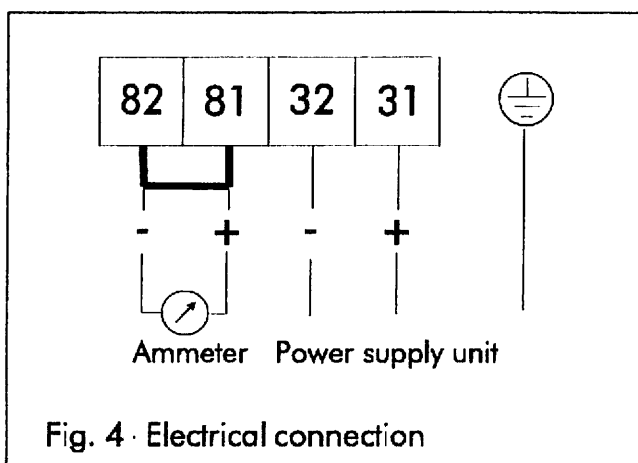 82 81 32 31
- + - +
Ammeter Power supply unit
Fig. 4 · Electrical connection